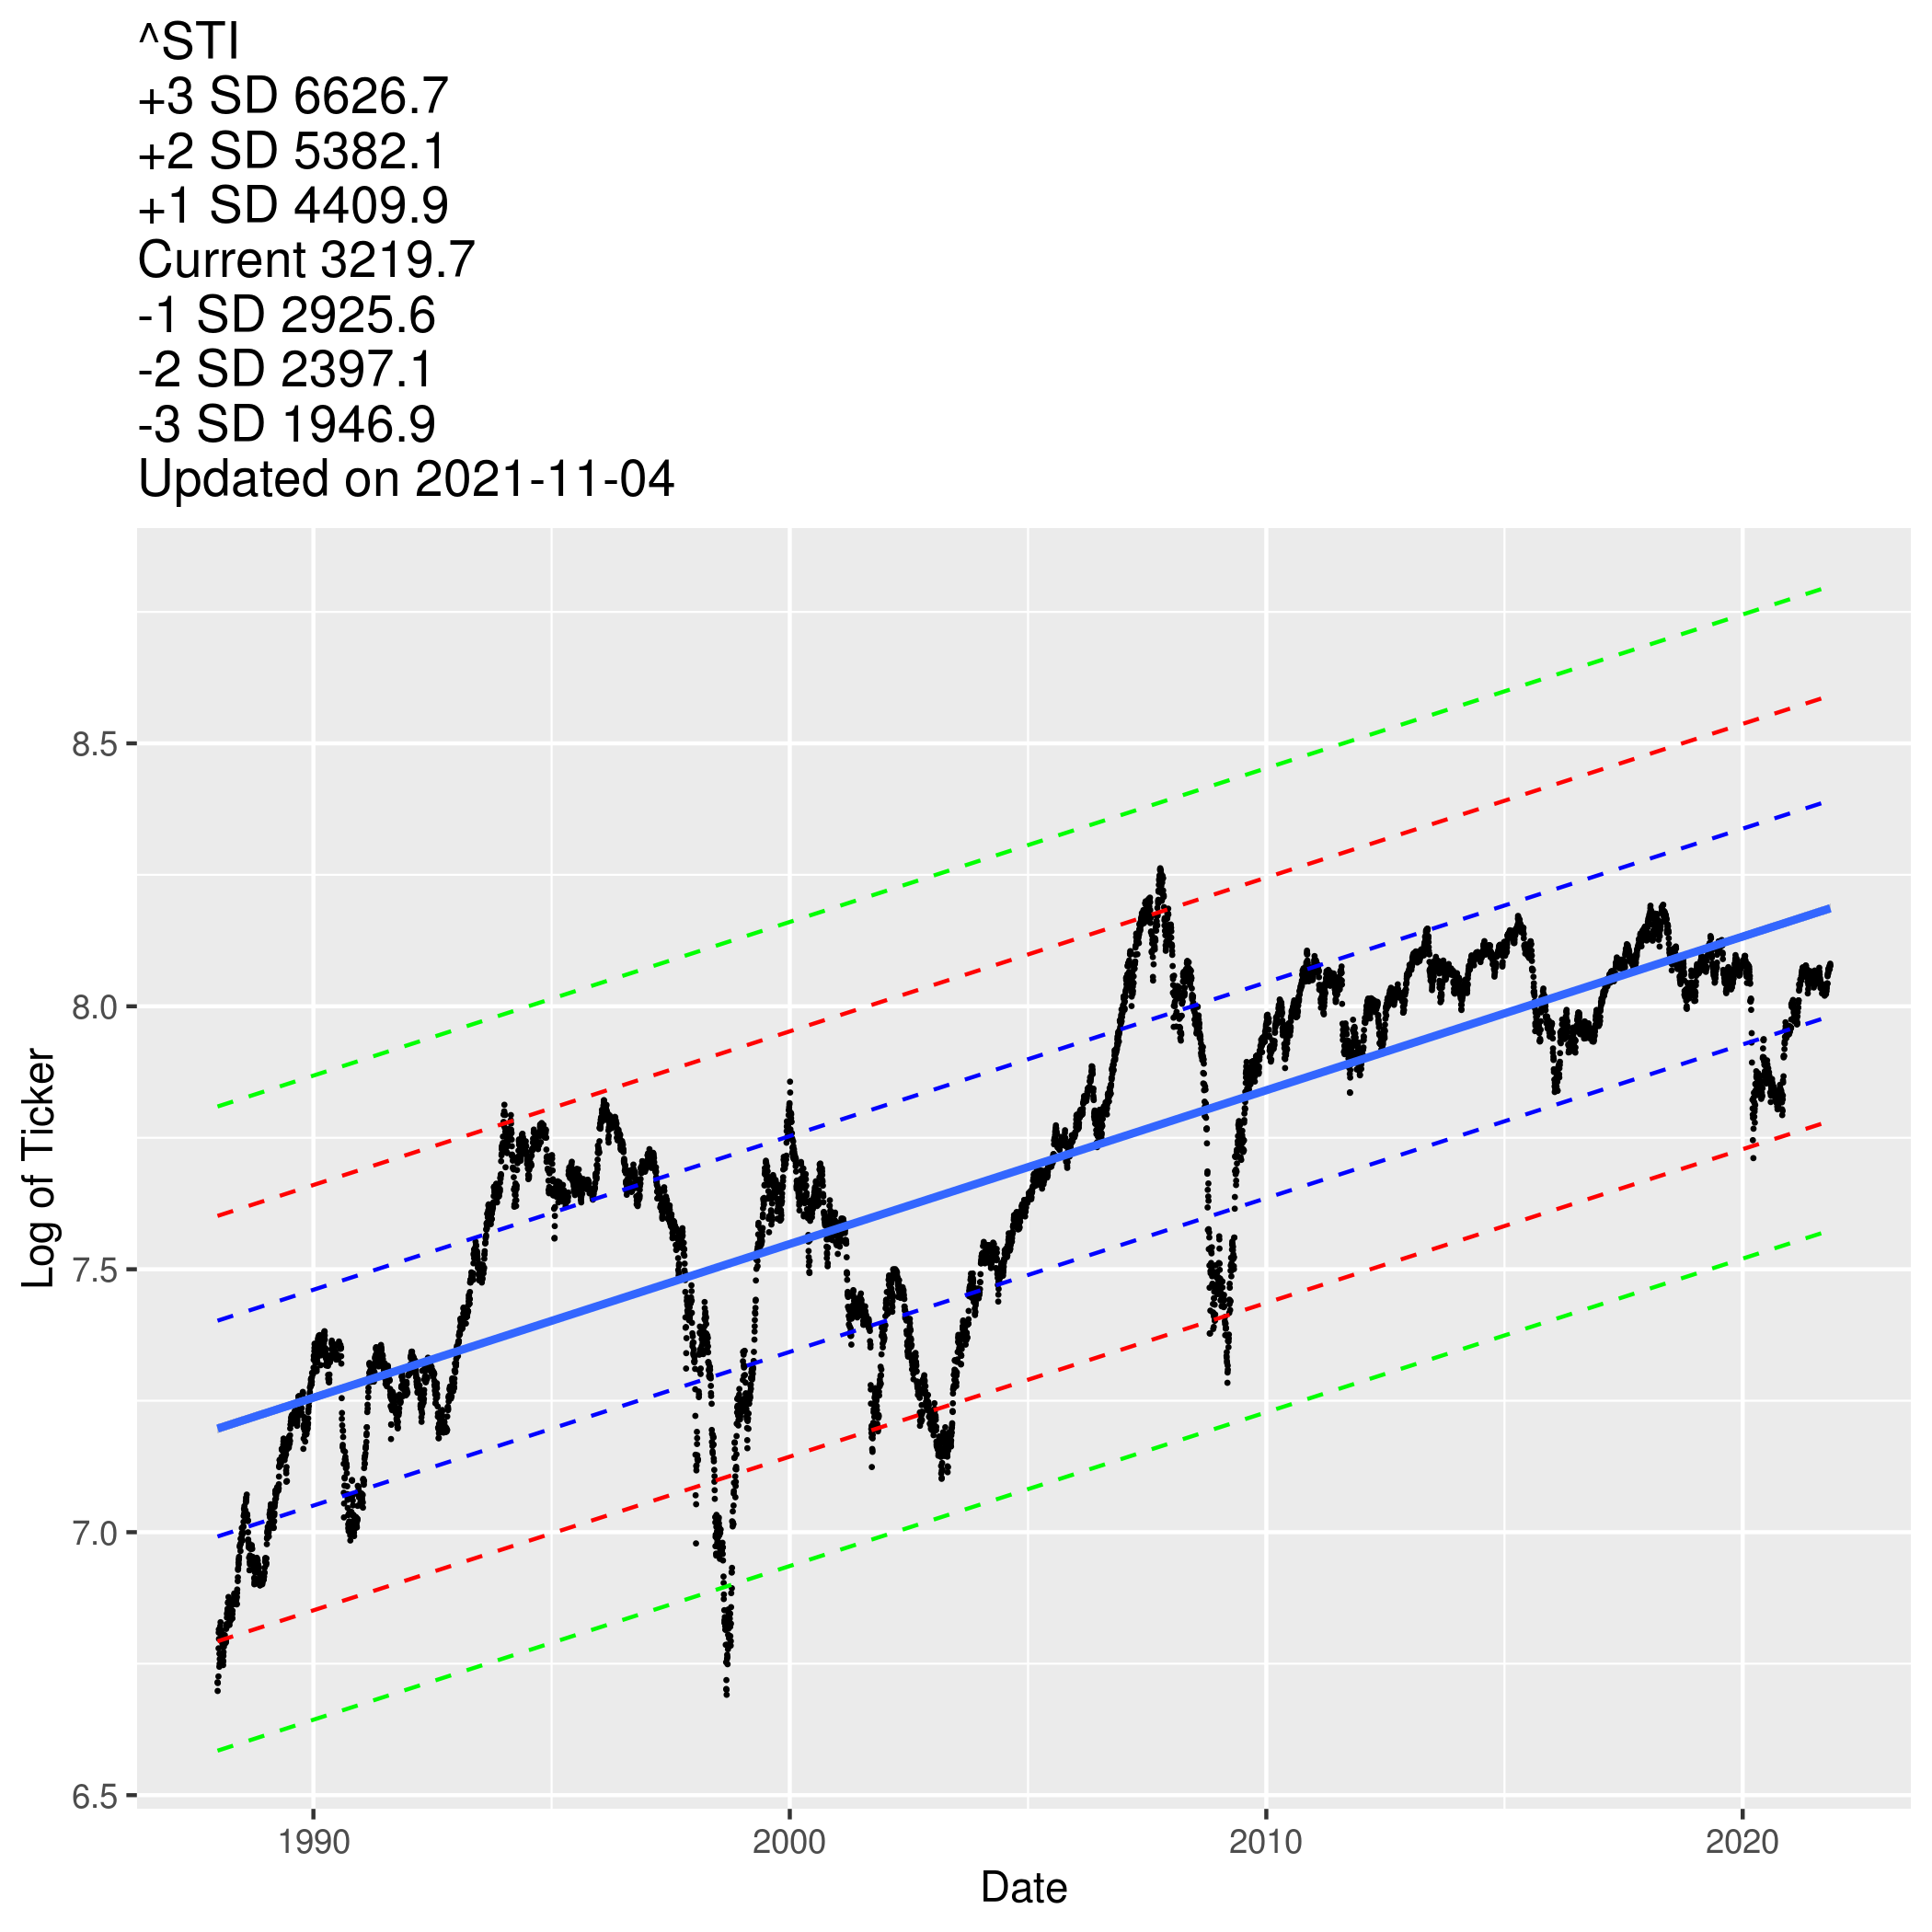 ^STI
+3 SD 6626.7
+2 SD 5382.1
+1 SD 4409.9
Current 3219.7
-1 SD 2925.6
-2 SD 2397.1
-3 SD 1946.9
Updated on 2021-11-04
8.5
8.0
7.5
7.0
6.5
Log of Ticker
1990
2000
2010
2020
Date